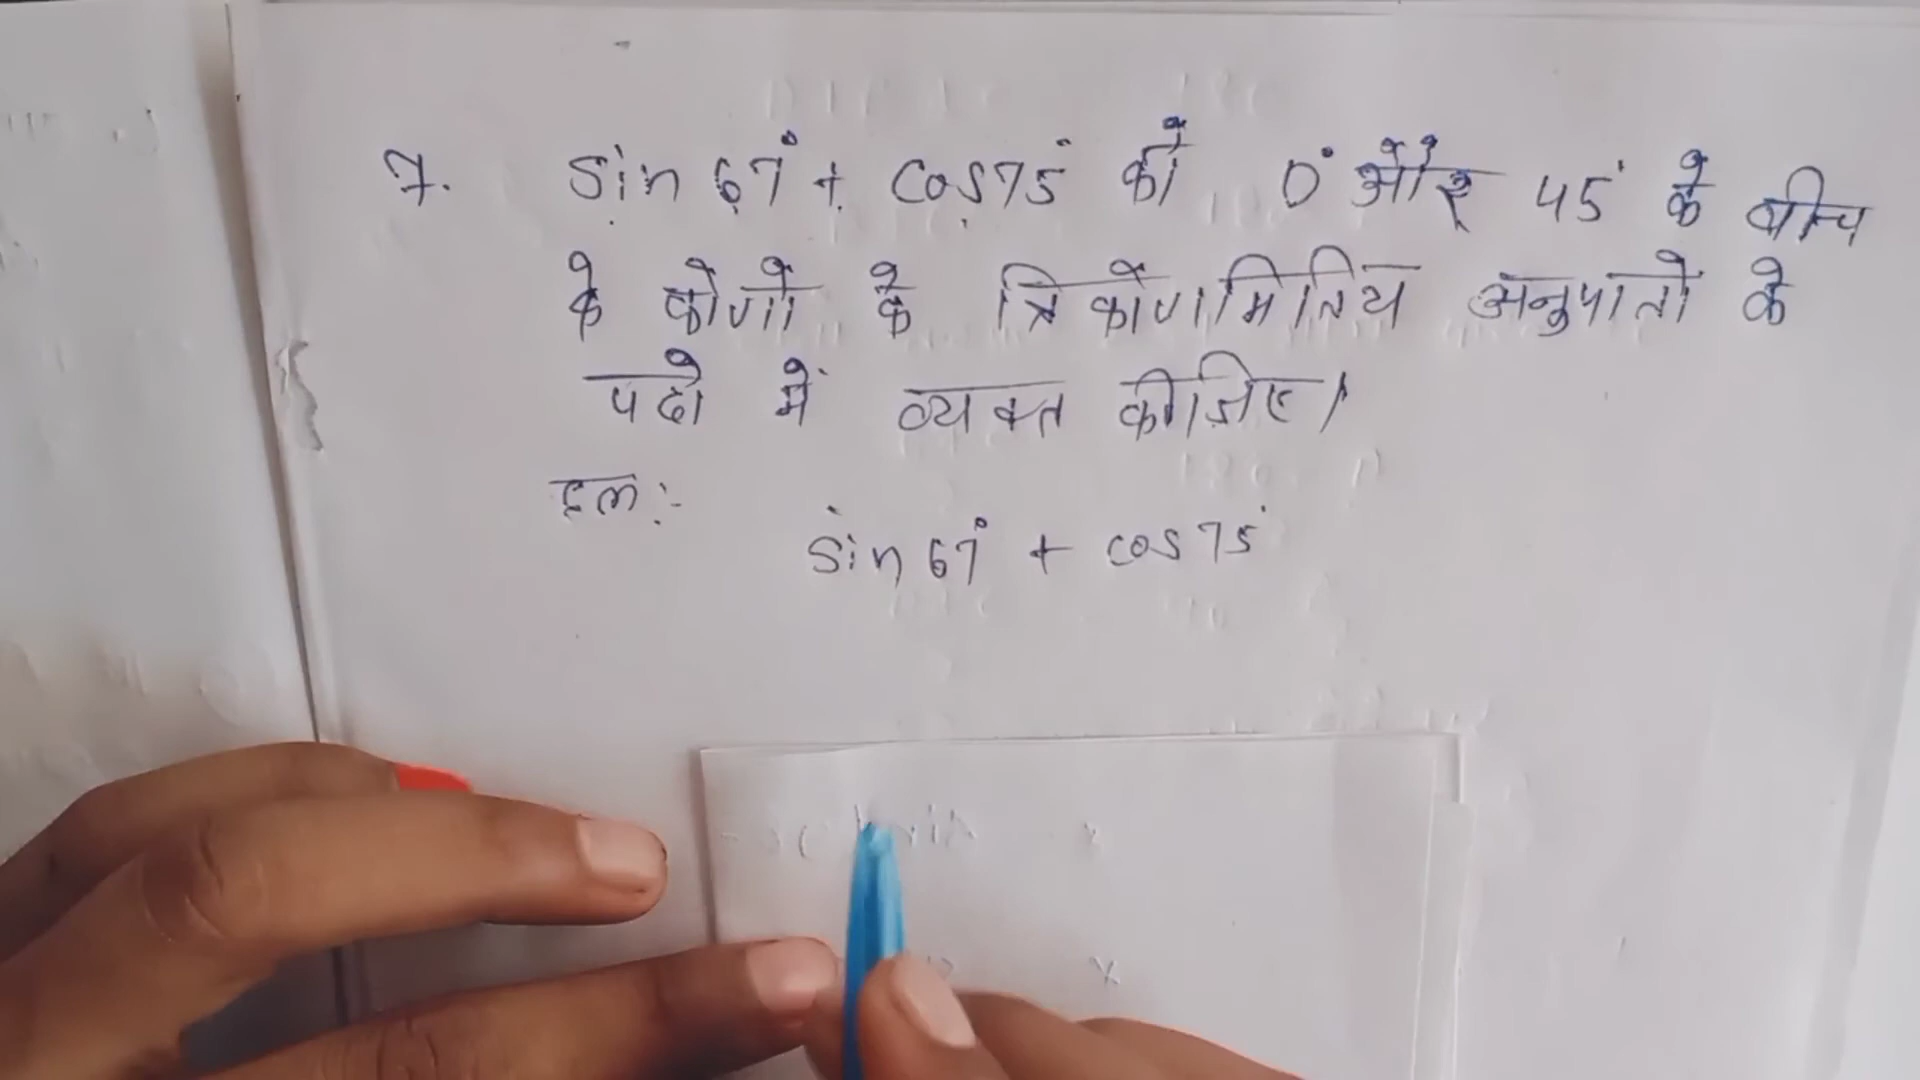 7. sin 67° + cos 75° को 0° और 45° के बीच
के कोणों के त्रिकोणमितिय अनुपातो के
पदो में व्यक्त कीजिए।
हल:-
sin 67° + cos 75°